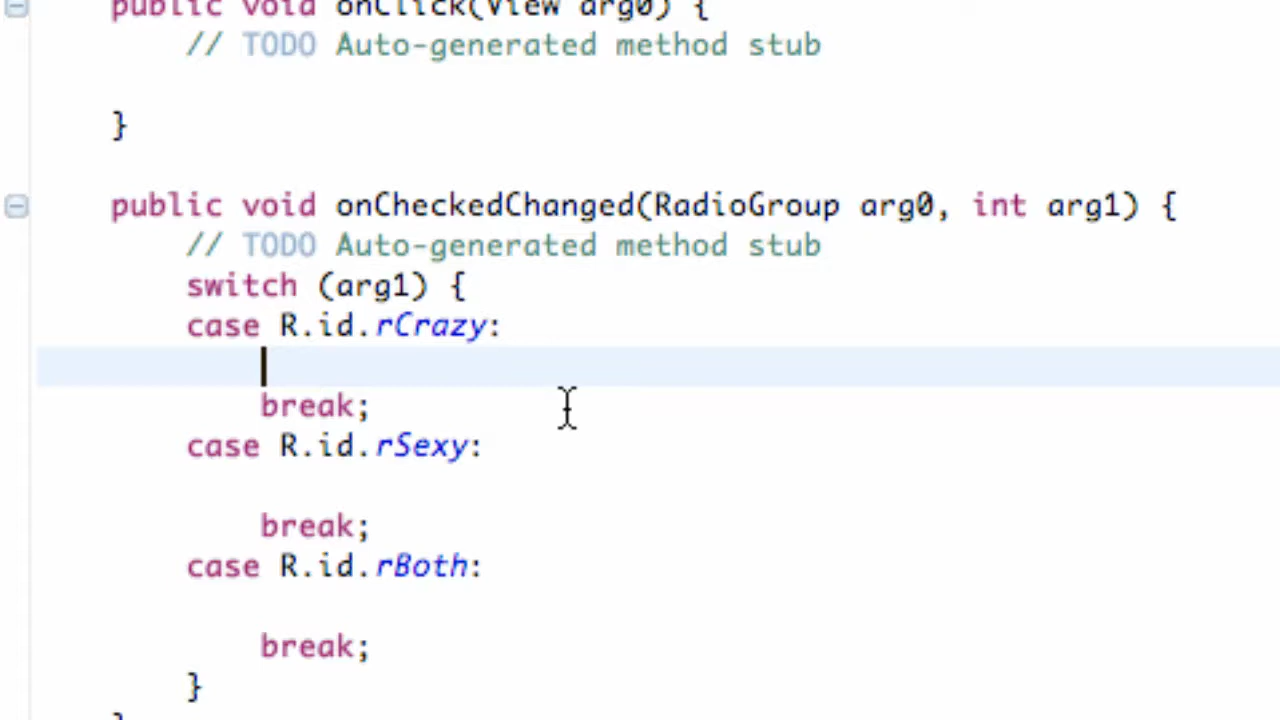 public void onClick(View arg0) {
// TODO Auto-generated method stub
}
public void onCheckedChanged(RadioGroup arg0, int arg1) {
// TODO Auto-generated method stub
switch (arg1) {
case R.id.rCrazy:
break;
case R.id.rSexy:
break;
case R.id.rBoth:
break;
}
}